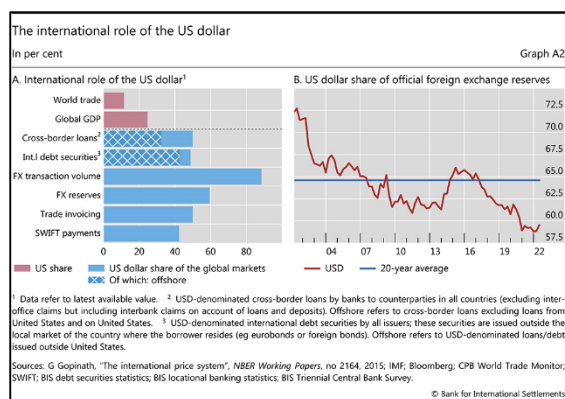 The international role of the US dollar
In per cent
Graph A2
A. International role of the US dollar¹
B. US dollar share of official foreign exchange reserves
World trade
Global GDP
Cross-border loans²
Int.l debt securities³
FX transaction volume
FX reserves
Trade invoicing
SWIFT payments
0 20 40 60 80
US share
US dollar share of the global markets
Of which: offshore
72.5
70.0
67.5
65.0
62.5
60.0
57.5
04 07 10 13 16 19 22
USD
20-year average
¹ Data refer to latest available value. ² USD-denominated cross-border loans by banks to counterparties in all countries (excluding inter-
office claims but including interbank claims on account of loans and deposits). Offshore refers to cross-border loans excluding loans from
United States and on United States. ³ USD-denominated international debt securities by all issuers; these securities are issued outside the
local market of the country where the borrower resides (eg eurobonds or foreign bonds). Offshore refers to USD-denominated loans/debt
issued outside United States.
Sources: G Gopinath, "The international price system", NBER Working Papers, no 2164, 2015; IMF; Bloomberg; CPB World Trade Monitor;
SWIFT; BIS debt securities statistics; BIS locational banking statistics; BIS Triennial Central Bank Survey.
© Bank for International Settlements